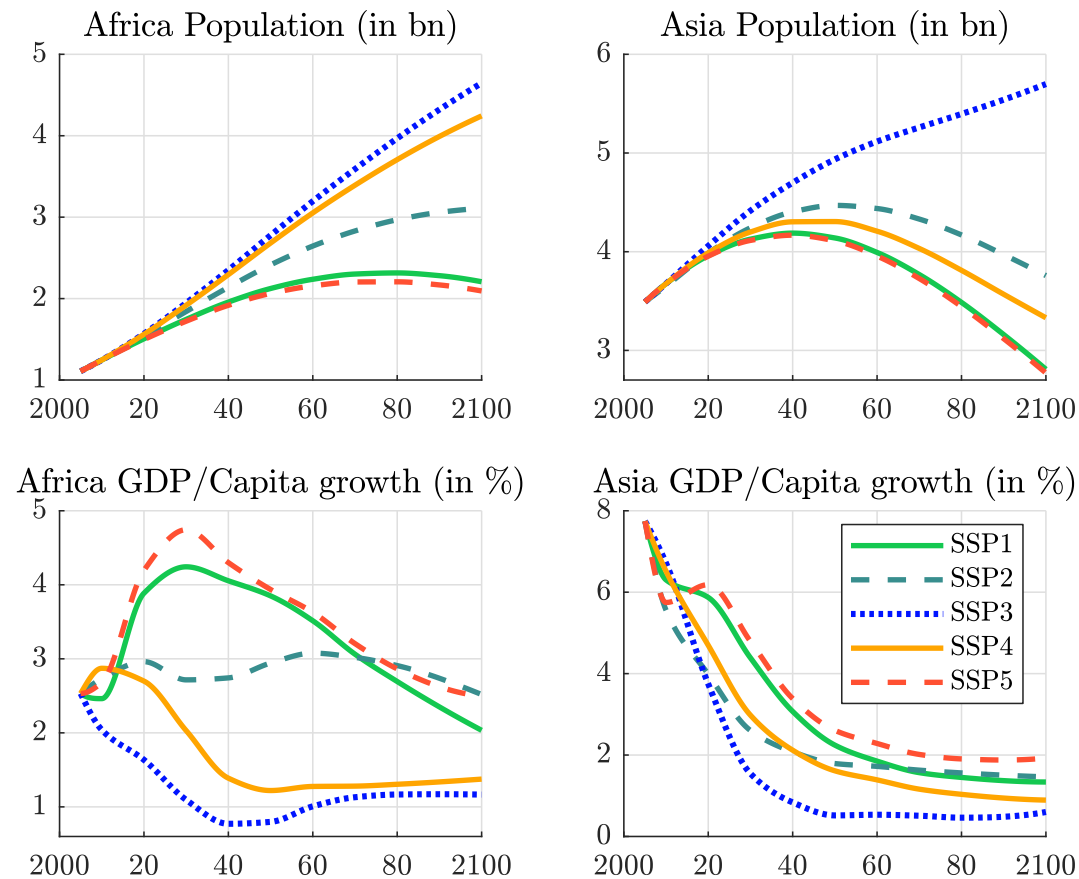 Africa Population (in bn)
5
4
3
2
1
2000 20 40 60 80 2100
Asia Population (in bn)
6
5
4
3
2000 20 40 60 80 2100
Africa GDP/Capita growth (in %)
5
4
3
2
1
2000 20 40 60 80 2100
Asia GDP/Capita growth (in %)
8
6
4
2
0
2000 20 40 60 80 2100
SSP1
SSP2
SSP3
SSP4
SSP5